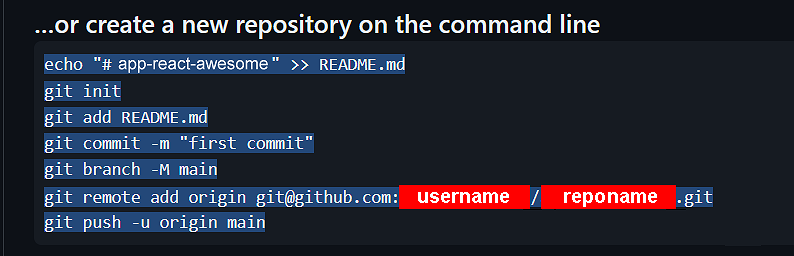 ...or create a new repository on the command line
echo "# app-react-awesome" >> README.md
git init
git add README.md
git commit -m "first commit"
git branch -M main
git remote add origin git@github.com: username / reponame .git
git push -u origin main